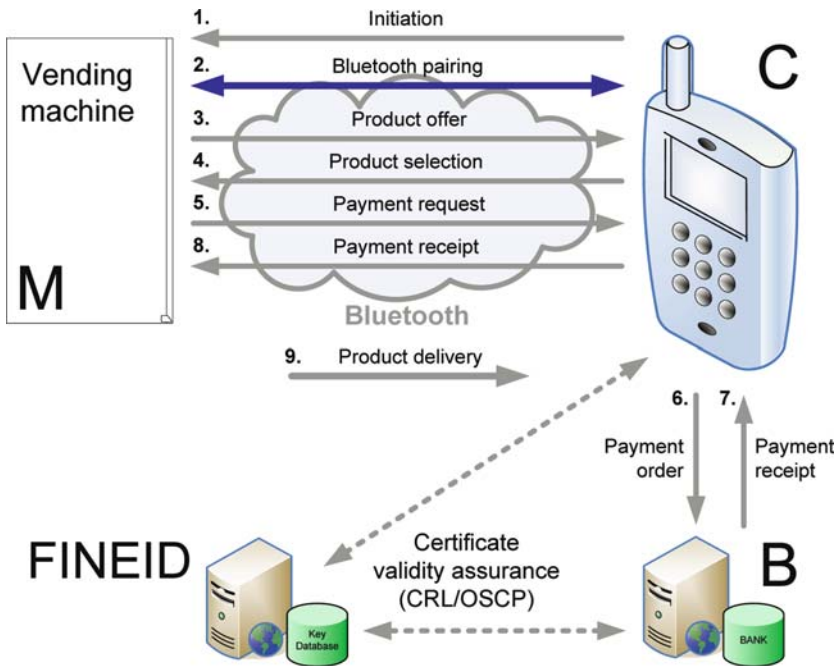 1. Initiation
C
Vending
machine
2. Bluetooth pairing
3. Product offer
4. Product selection
5. Payment request
8. Payment receipt
M
Bluetooth
9. Product delivery
6.
7.
Payment
order
Payment
receipt
FINEID
Certificate
validity assurance
(CRL/OSCP)
B
Key
Database
BANK